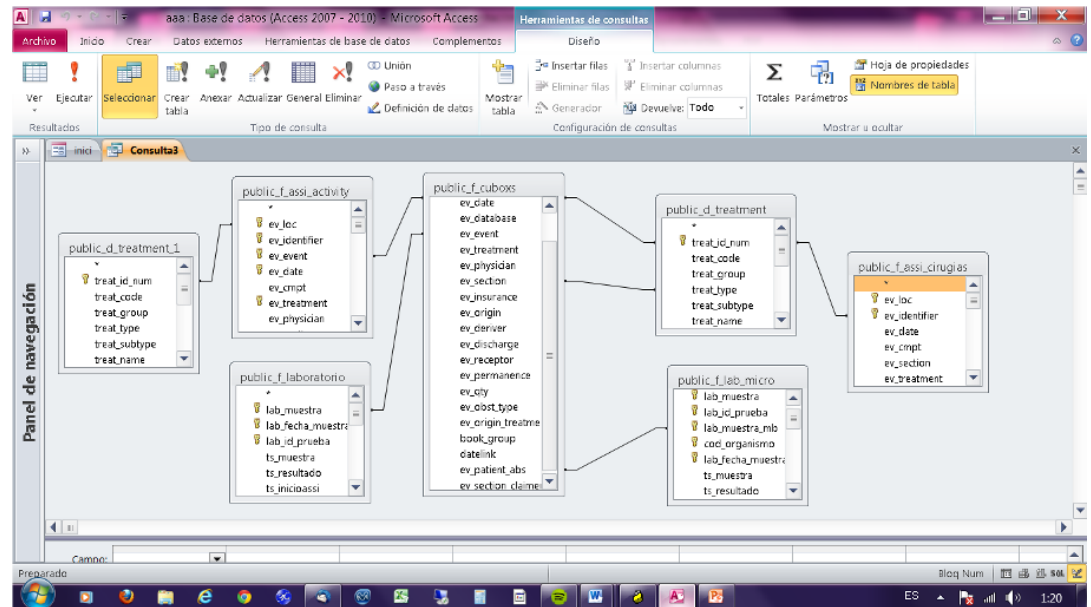 aaa : Base de datos (Access 2007 - 2010) - Microsoft Access
Herramientas de consultas
Archivo Inicio Crear Datos externos Herramientas de base de datos Complementos Diseño
Ver
Ejecutar
Seleccionar
Crear tabla
Anexar
Actualizar
General
Eliminar
Unión
Paso a través
Definición de datos
Mostrar tabla
Insertar filas
Eliminar filas
Generador
Insertar columnas
Eliminar columnas
Devuelve: Todo
Totales
Parámetros
Hoja de propiedades
Nombres de tabla
Resultados
Tipo de consulta
Configuración de consultas
Mostrar u ocultar
inici
Consulta3
Panel de navegación
public_d_treatment_1
*
treat_id_num
treat_code
treat_group
treat_type
treat_subtype
treat_name
public_f_assi_activity
*
ev_loc
ev_identifier
ev_event
ev_date
ev_cmpt
ev_treatment
ev_physician
public_f_laboratorio
*
lab_muestra
lab_fecha_muestra
lab_id_prueba
ts_muestra
ts_resultado
ts_inicioassi
public_f_cuboxs
ev_date
ev_database
ev_event
ev_treatment
ev_physician
ev_section
ev_insurance
ev_origin
ev_deriver
ev_discharge
ev_receptor
ev_permanence
ev_qty
ev_obst_type
ev_origin_treatme
book_group
datelink
ev_patient_abs
ev_section_claime
public_d_treatment
*
treat_id_num
treat_code
treat_group
treat_type
treat_subtype
treat_name
public_f_lab_micro
lab_muestra
lab_id_prueba
lab_muestra_mb
cod_organismo
lab_fecha_muestra
ts_muestra
ts_resultado
public_f_assi_cirugias
*
ev_loc
ev_identifier
ev_date
ev_cmpt
ev_section
ev_treatment
Campo:
Preparado
Bloq Num
SQL
ES
1:20